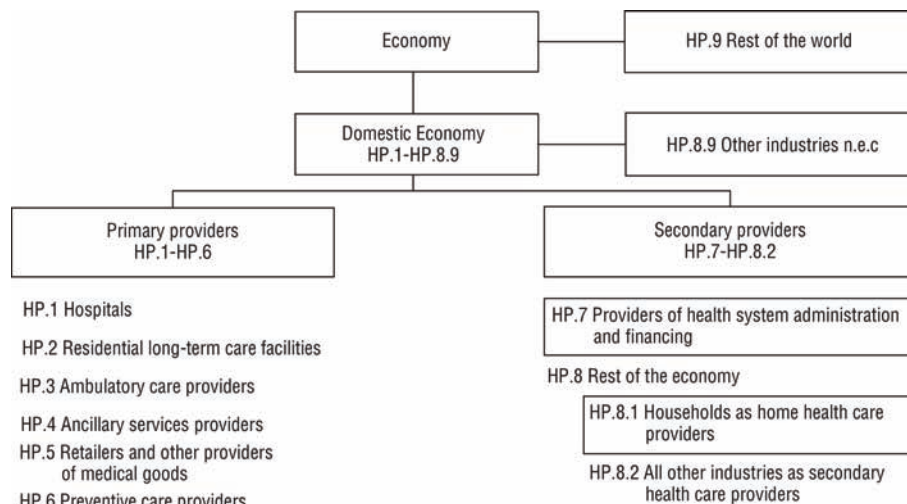 Economy
HP.9 Rest of the world
Domestic Economy
HP.1-HP.8.9
HP.8.9 Other industries n.e.c
Primary providers
HP.1-HP.6
Secondary providers
HP.7-HP.8.2
HP.1 Hospitals
HP.2 Residential long-term care facilities
HP.3 Ambulatory care providers
HP.4 Ancillary services providers
HP.5 Retailers and other providers
of medical goods
HP.6 Preventive care providers
HP.7 Providers of health system administration
and financing
HP.8 Rest of the economy
HP.8.1 Households as home health care
providers
HP.8.2 All other industries as secondary
health care providers